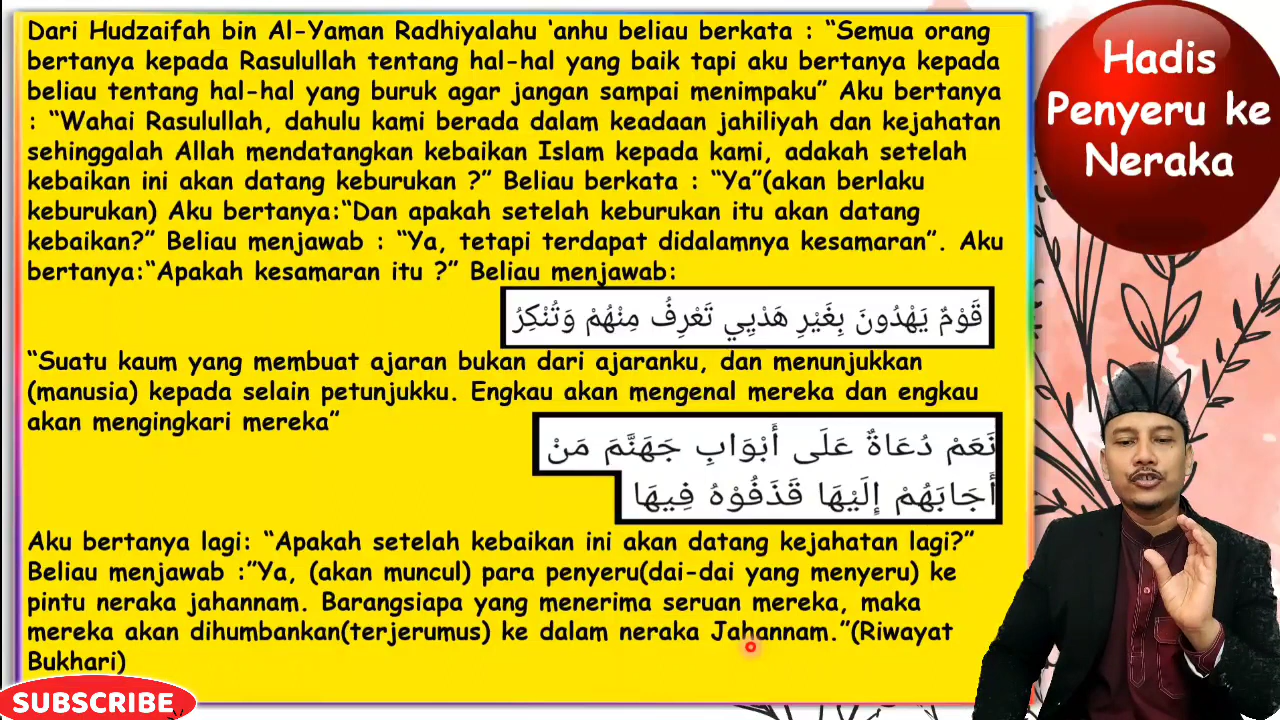 Dari Hudzaifah bin Al-Yaman Radhiyalahu ‘anhu beliau berkata : “Semua orang
bertanya kepada Rasulullah tentang hal-hal yang baik tapi aku bertanya kepada
beliau tentang hal-hal yang buruk agar jangan sampai menimpaku” Aku bertanya
: “Wahai Rasulullah, dahulu kami berada dalam keadaan jahiliyah dan kejahatan
sehinggalah Allah mendatangkan kebaikan Islam kepada kami, adakah setelah
kebaikan ini akan datang keburukan ?” Beliau berkata : “Ya”(akan berlaku
keburukan) Aku bertanya:“Dan apakah setelah keburukan itu akan datang
kebaikan?” Beliau menjawab : “Ya, tetapi terdapat didalamnya kesamaran”. Aku
bertanya:“Apakah kesamaran itu ?” Beliau menjawab:
قَوْمٌ يَهْدُونَ بِغَيْرِ هَدْيِي تَعْرِفُ مِنْهُمْ وَتُنْكِرُ
“Suatu kaum yang membuat ajaran bukan dari ajaranku, dan menunjukkan
(manusia) kepada selain petunjukku. Engkau akan mengenal mereka dan engkau
akan mengingkari mereka”
نَعَمْ دُعَاةٌ عَلَى أَبْوَابِ جَهَنَّمَ مَنْ
أَجَابَهُمْ إِلَيْهَا قَذَفُوْهُ فِيهَا
Aku bertanya lagi: “Apakah setelah kebaikan ini akan datang kejahatan lagi?”
Beliau menjawab :”Ya, (akan muncul) para penyeru(dai-dai yang menyeru) ke
pintu neraka jahannam. Barangsiapa yang menerima seruan mereka, maka
mereka akan dihumbankan(terjerumus) ke dalam neraka Jahannam.”(Riwayat
Bukhari)
SUBSCRIBE
Hadis
Penyeru ke
Neraka